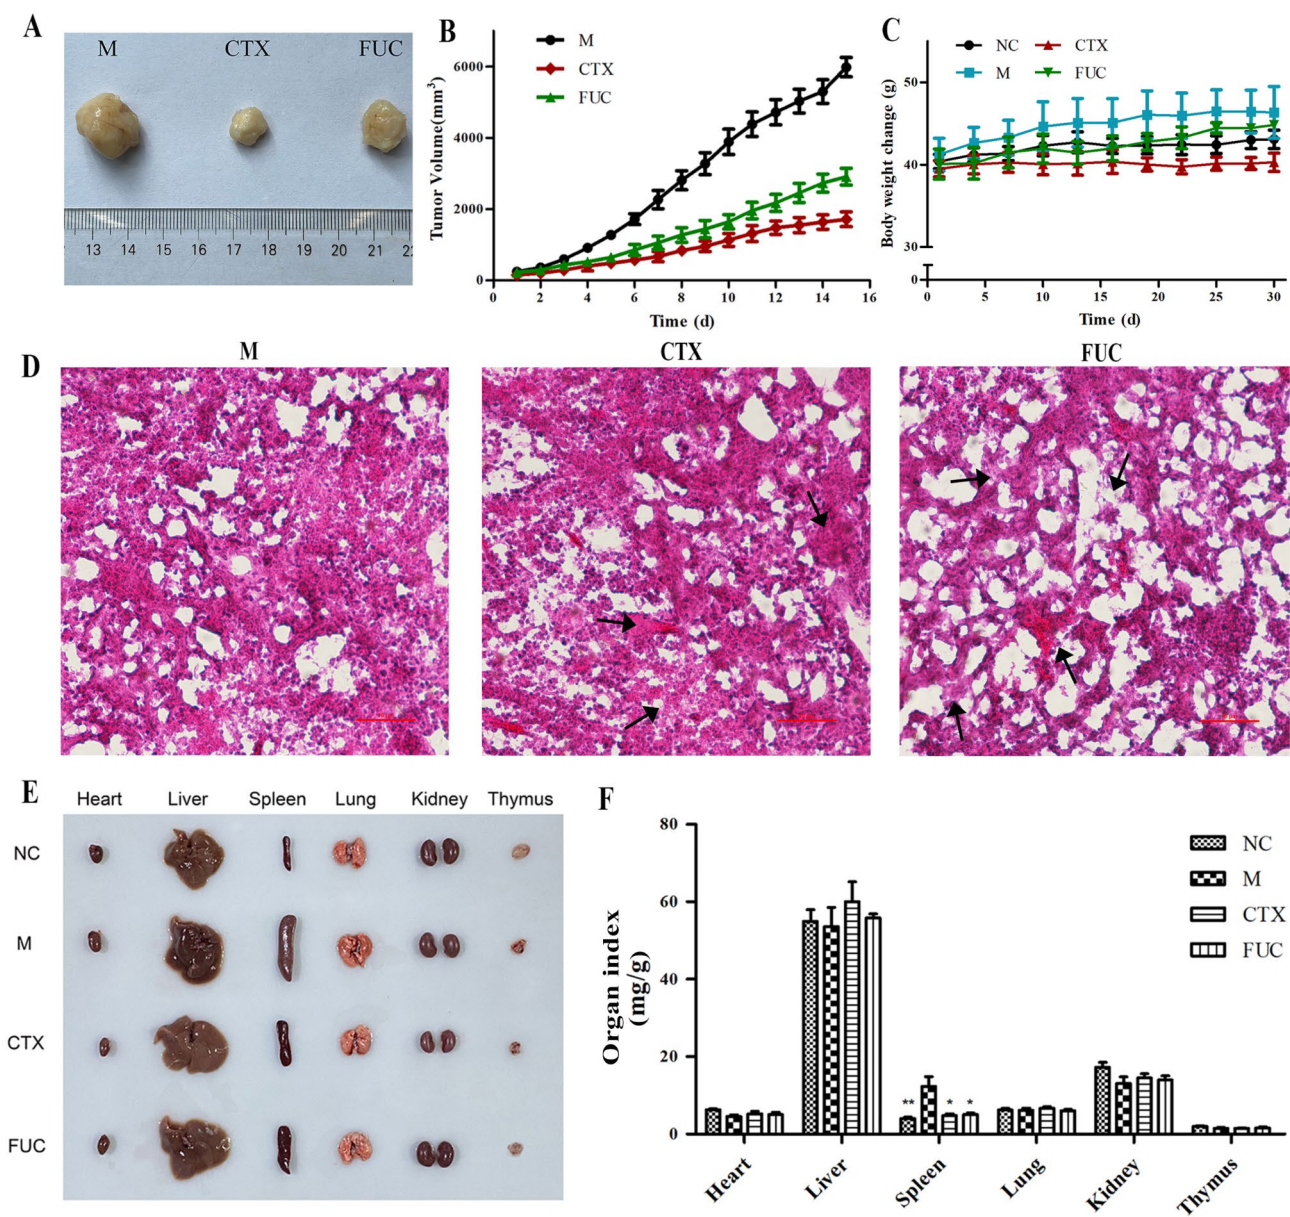 A
M CTX FUC
13 14 15 16 17 18 19 20 21
B
M
CTX
FUC
Tumor Volume(mm³)
6000
4000
2000
0
0 2 4 6 8 10 12 14 16
Time (d)
C
NC CTX
M FUC
Body weight change (g)
50
40
30
0
0 5 10 15 20 25 30
Time (d)
D
M CTX FUC
E
Heart Liver Spleen Lung Kidney Thymus
NC
M
CTX
FUC
F
NC
M
CTX
FUC
Organ index
(mg/g)
80
60
40
20
0
** * *
Heart Liver Spleen Lung Kidney Thymus